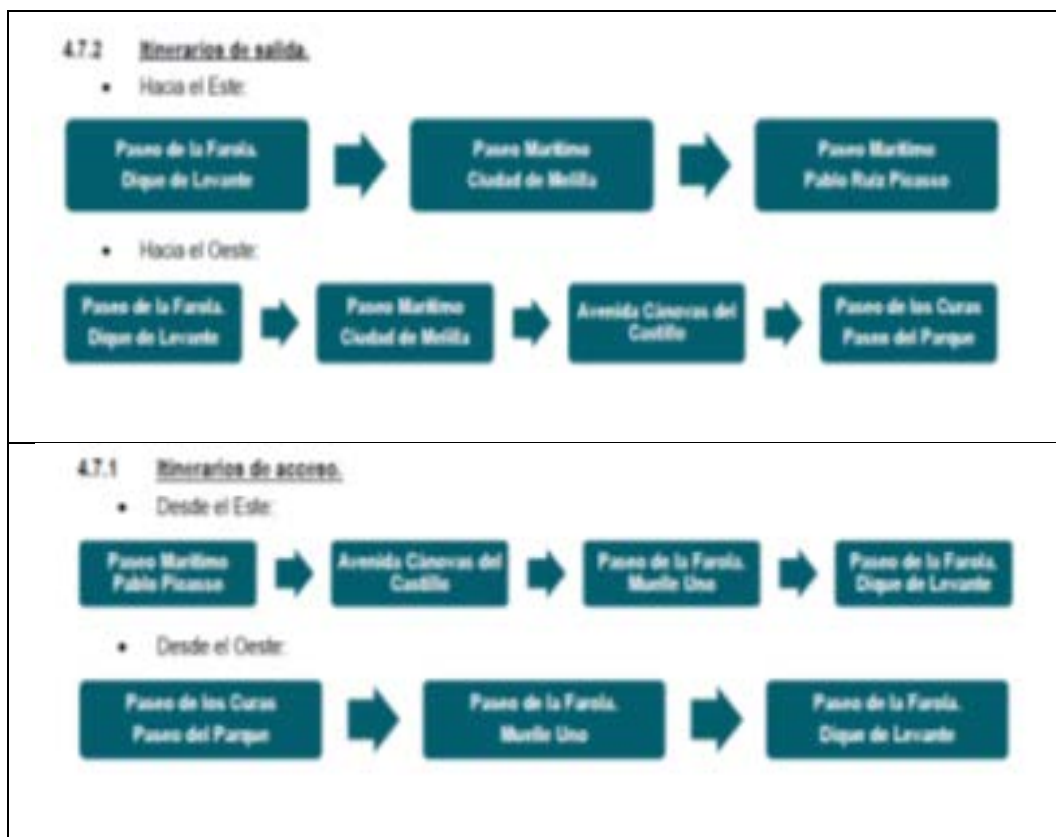 4.7.2 Itinerarios de salida.
• Hacia el Este:
Paseo de la Farola.
Dique de Levante
Paseo Marítimo
Ciudad de Melilla
Paseo Marítimo
Pablo Ruiz Picasso
• Hacia el Oeste:
Paseo de la Farola.
Dique de Levante
Paseo Marítimo
Ciudad de Melilla
Avenida Cánovas del
Castillo
Paseo de los Curas
Paseo del Parque
4.7.1 Itinerarios de acceso.
• Desde el Este:
Paseo Marítimo
Pablo Picasso
Avenida Cánovas del
Castillo
Paseo de la Farola.
Muelle Uno
Paseo de la Farola.
Dique de Levante
• Desde el Oeste:
Paseo de los Curas
Paseo del Parque
Paseo de la Farola.
Muelle Uno
Paseo de la Farola.
Dique de Levante